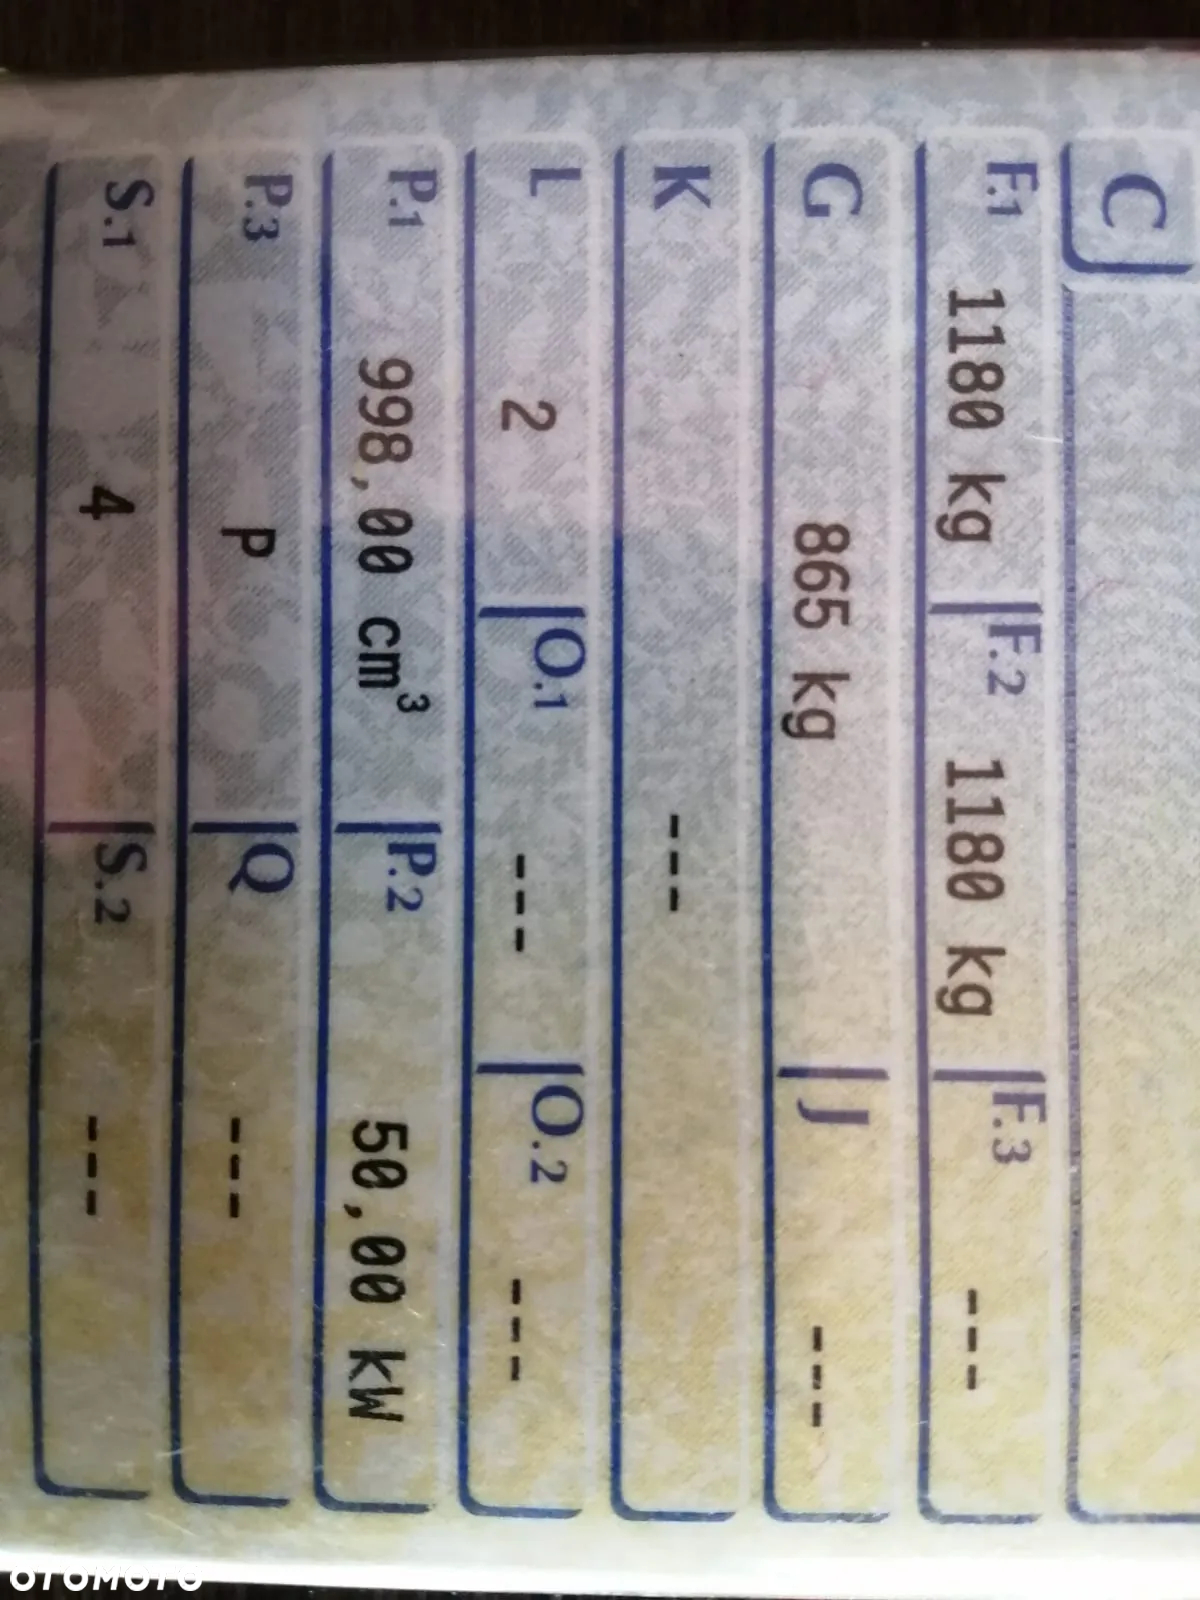 C
F.1 1180 kg F.2 1180 kg F.3 ---
G 865 kg J ---
K ---
L 2 O.1 --- O.2 ---
P.1 998,00 cm³ P.2 50,00 kW
P.3 P Q ---
S.1 4 S.2 ---
OTOMOTO